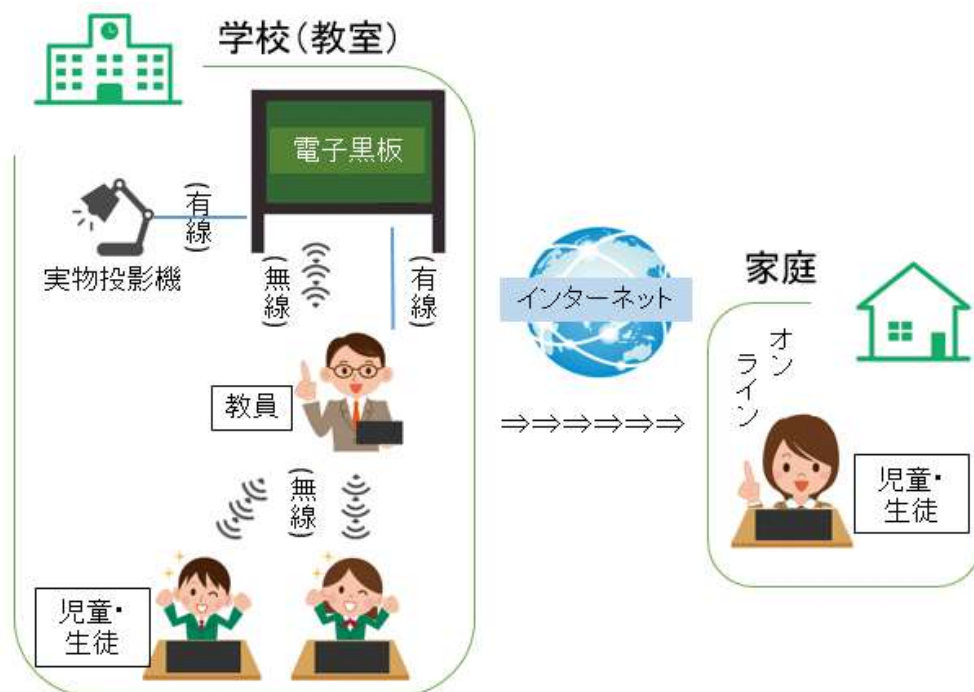 学校(教室)
電子黒板
(有線)
実物投影機
(無線)
(有線)
教員
(無線)
児童・
生徒
インターネット
⇒⇒⇒⇒⇒⇒
家庭
オン
ライン
児童・
生徒